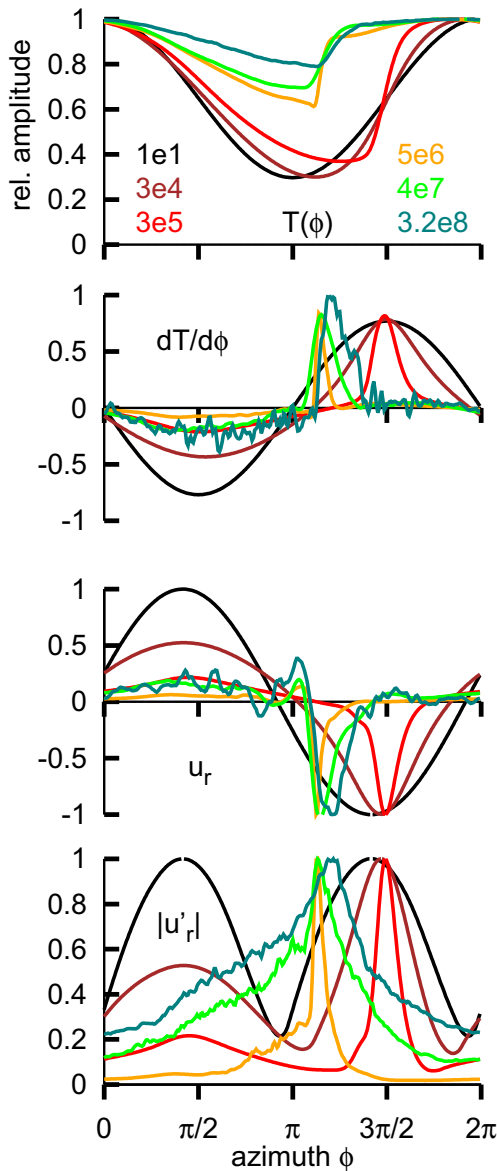 rel. amplitude
1
0.8
0.6
0.4
0.2
0
1e1 5e6
3e4 4e7
3e5 T(ϕ) 3.2e8
1
0.5
0
-0.5
-1
dT/dϕ
1
0.5
0
-0.5
-1
u_r
1
0.8
0.6
0.4
0.2
0
|u'_r|
0 π/2 π 3π/2 2π
azimuth ϕ